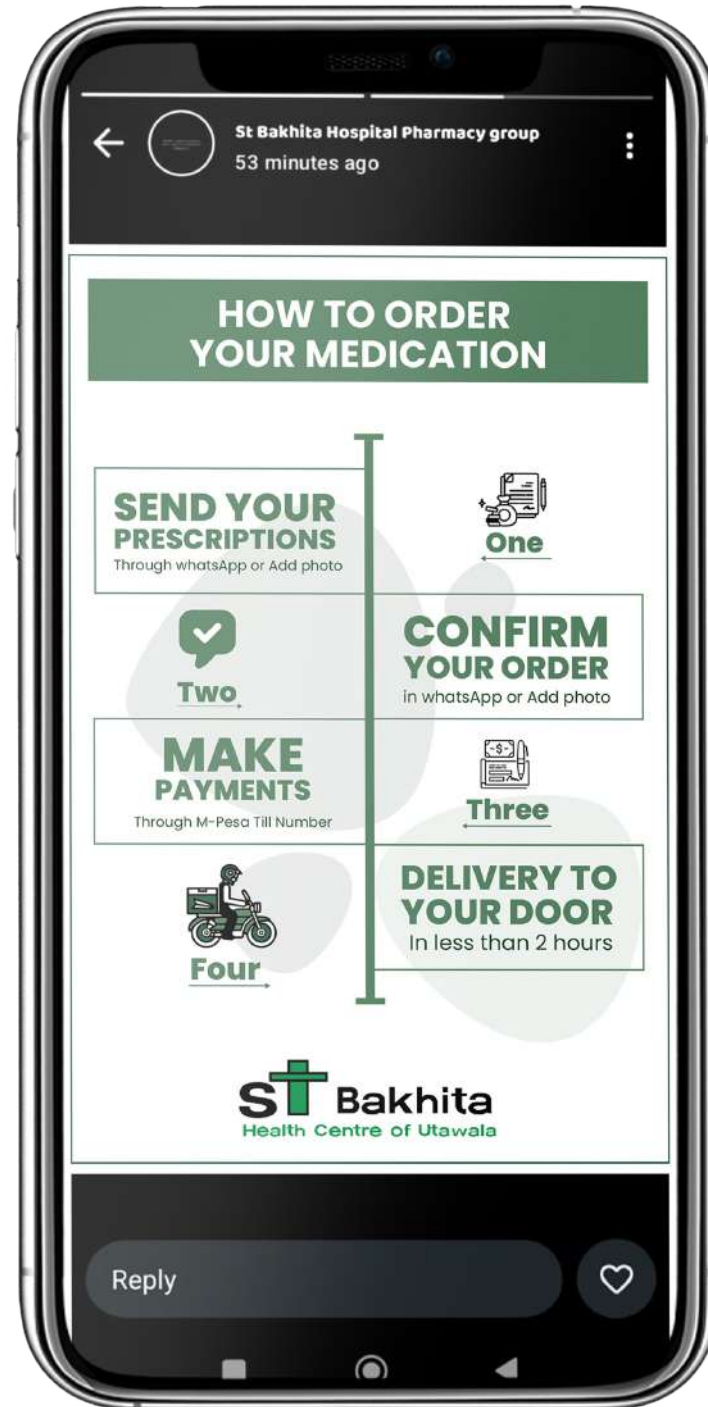 St Bakhita Hospital Pharmacy group
53 minutes ago
HOW TO ORDER
YOUR MEDICATION
SEND YOUR
PRESCRIPTIONS
Through whatsApp or Add photo
One
Two
CONFIRM
YOUR ORDER
in whatsApp or Add photo
MAKE
PAYMENTS
Through M-Pesa Till Number
Three
Four
DELIVERY TO
YOUR DOOR
In less than 2 hours
ST Bakhita
Health Centre of Utawala
Reply